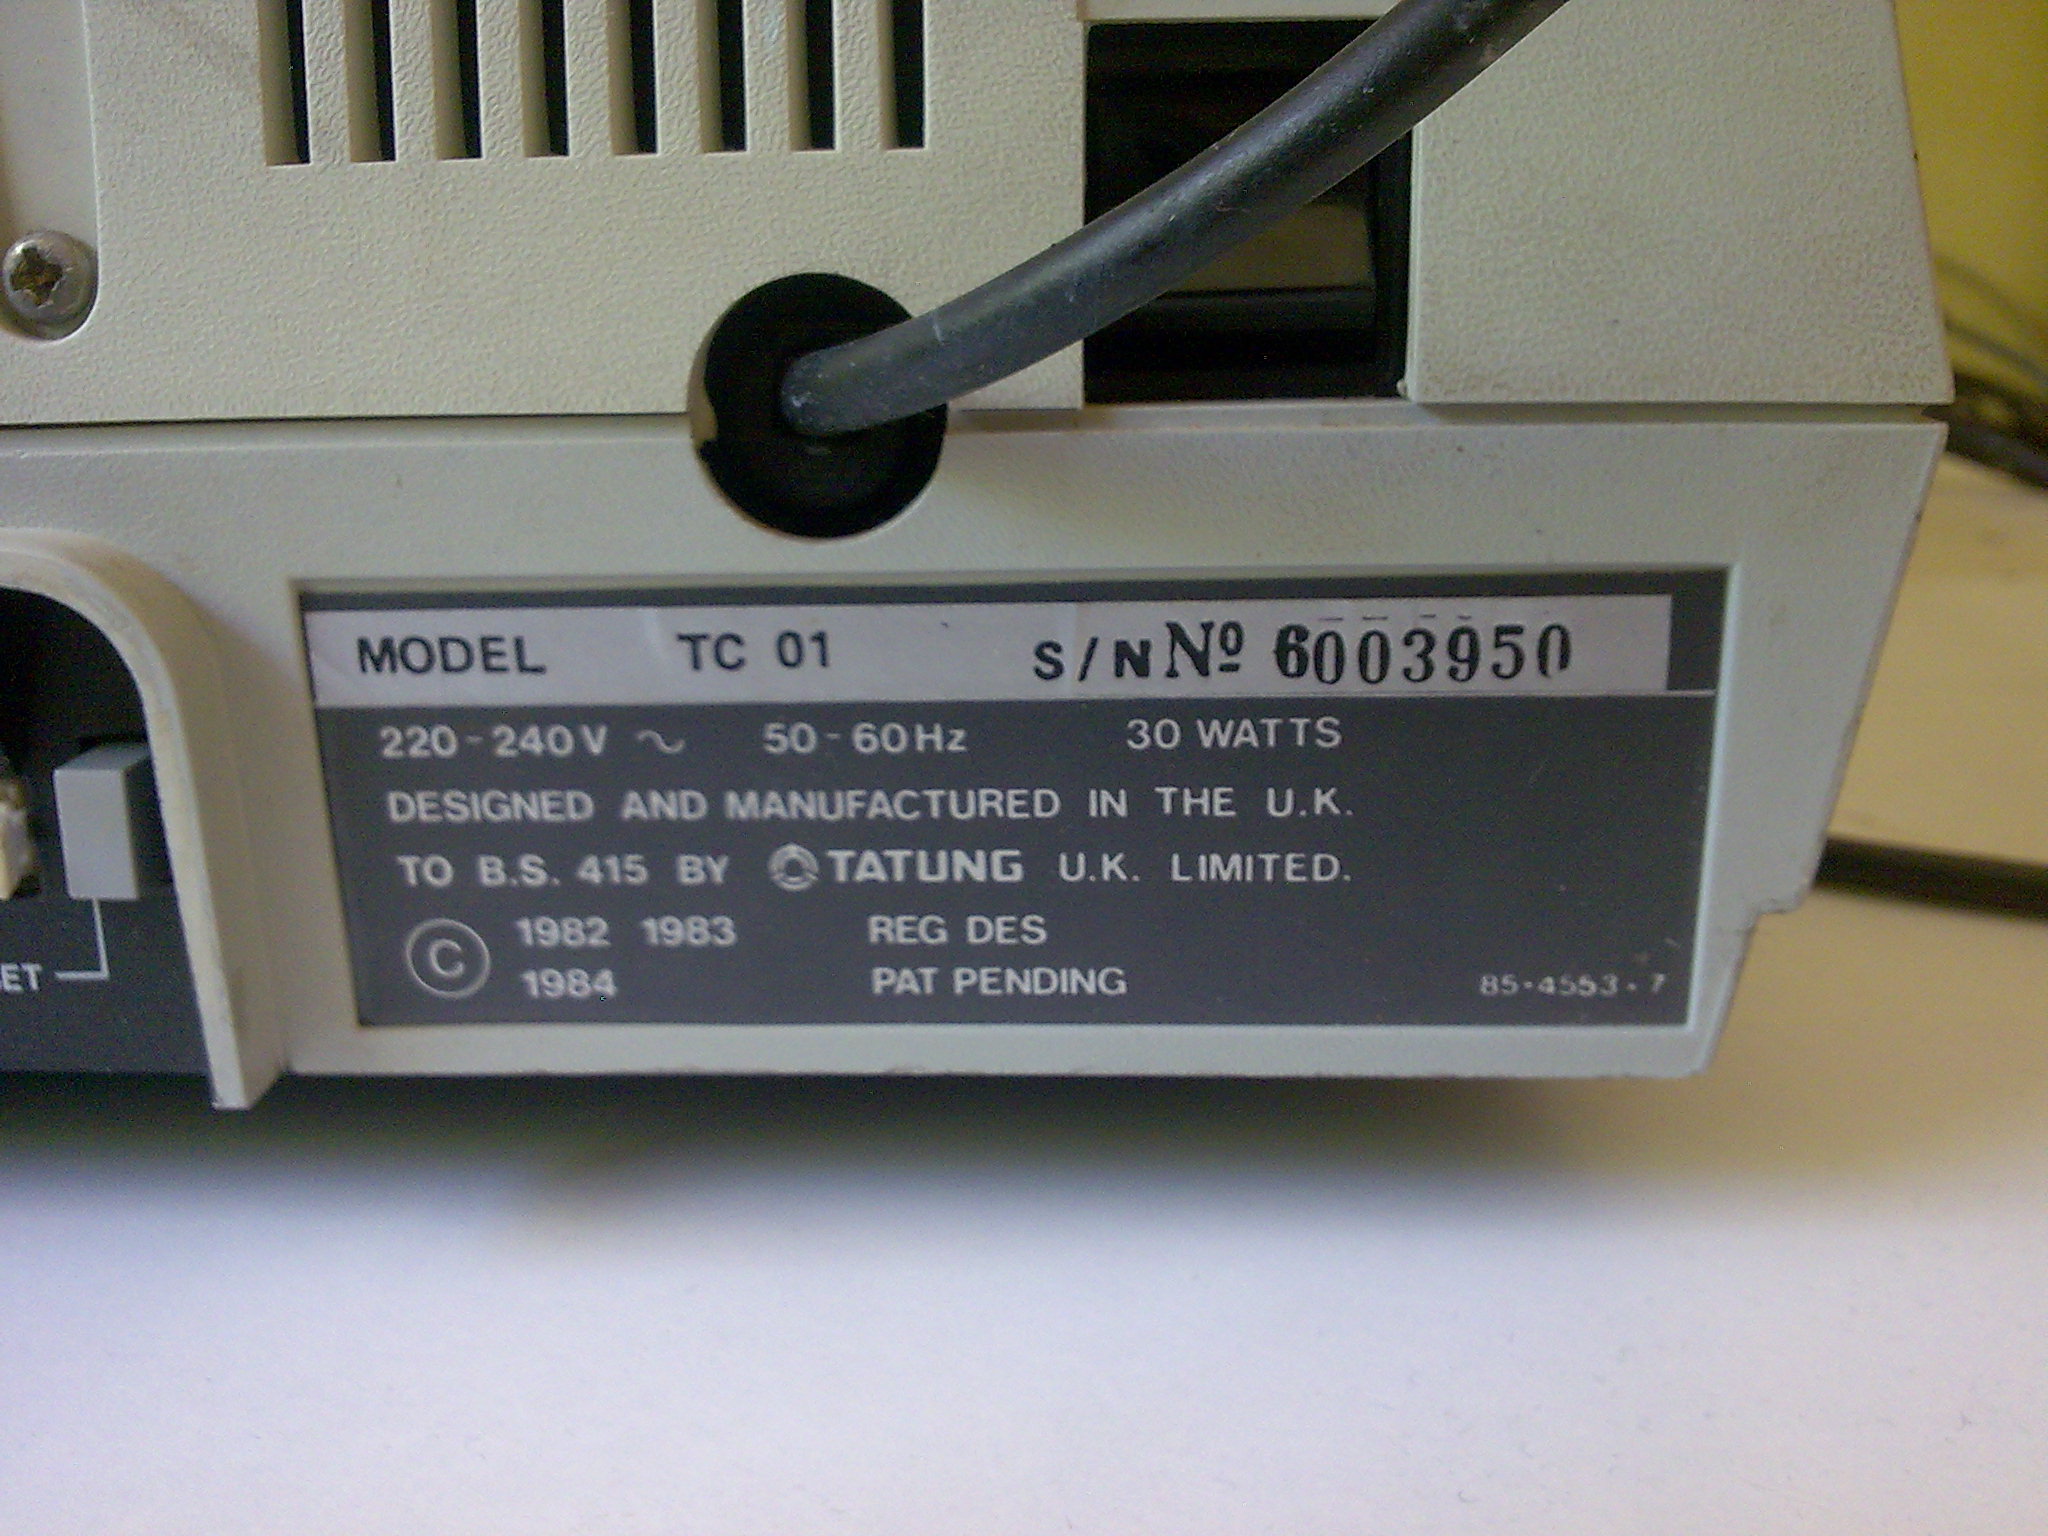 MODEL TC 01 S/N Nº 6003950
220-240V ~ 50-60Hz 30 WATTS
DESIGNED AND MANUFACTURED IN THE U.K.
TO B.S. 415 BY TATUNG U.K. LIMITED.
© 1982 1983 REG DES
1984 PAT PENDING
85-4553-7
ET